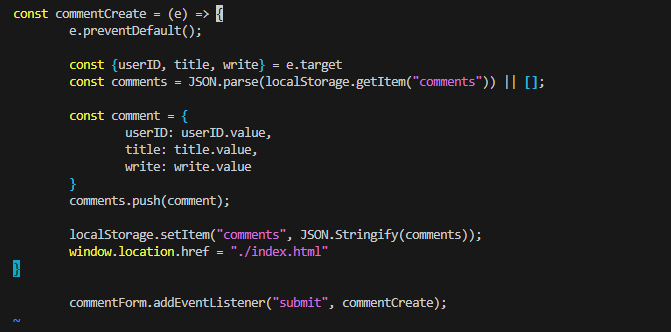 const commentCreate = (e) => {
e.preventDefault();
const {userID, title, write} = e.target
const comments = JSON.parse(localStorage.getItem("comments")) || [];
const comment = {
userID: userID.value,
title: title.value,
write: write.value
}
comments.push(comment);
localStorage.setItem("comments", JSON.Stringify(comments));
window.location.href = "./index.html"
}
commentForm.addEventListener("submit", commentCreate);
~